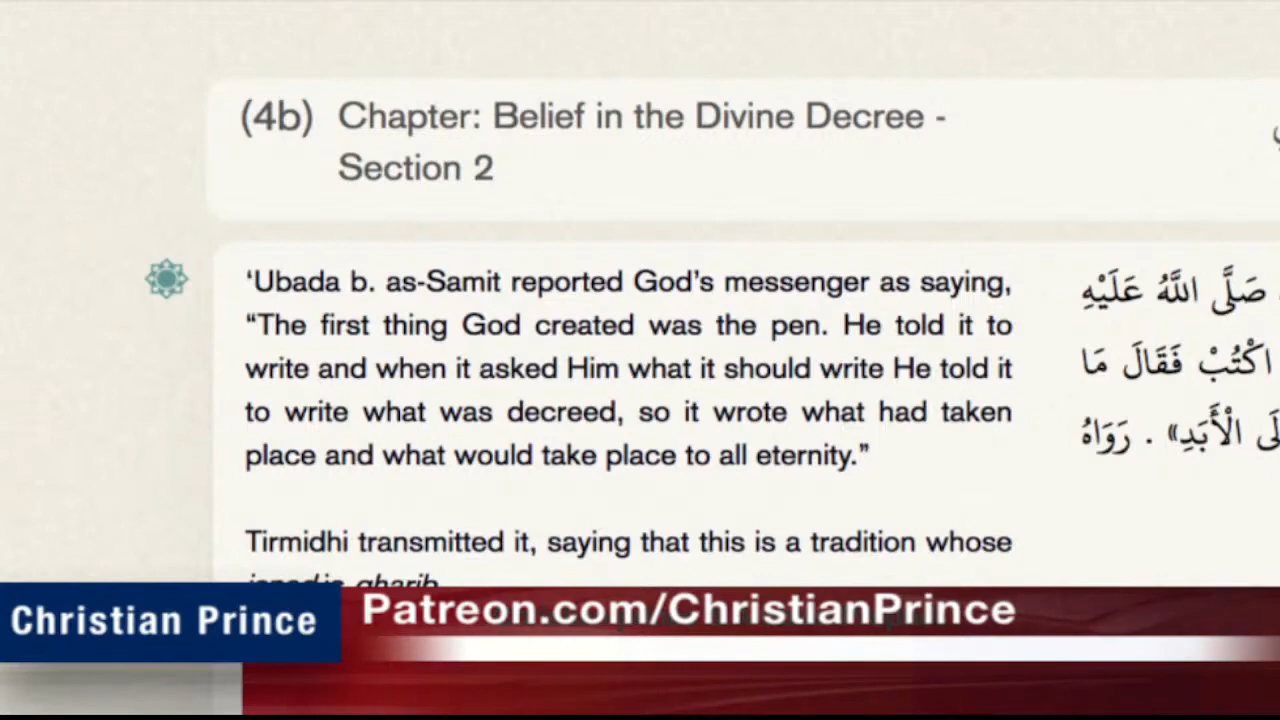 (4b) Chapter: Belief in the Divine Decree -
Section 2
‘Ubada b. as-Samit reported God’s messenger as saying,
“The first thing God created was the pen. He told it to
write and when it asked Him what it should write He told it
to write what was decreed, so it wrote what had taken
place and what would take place to all eternity.”
صَلَّى اللَّهُ عَلَيْهِ
اكْتُبْ فَقَالَ مَا
الْأَبَدِ» . رَوَاهُ
Tirmidhi transmitted it, saying that this is a tradition whose
isnad is gharib
Christian Prince
Patreon.com/ChristianPrince